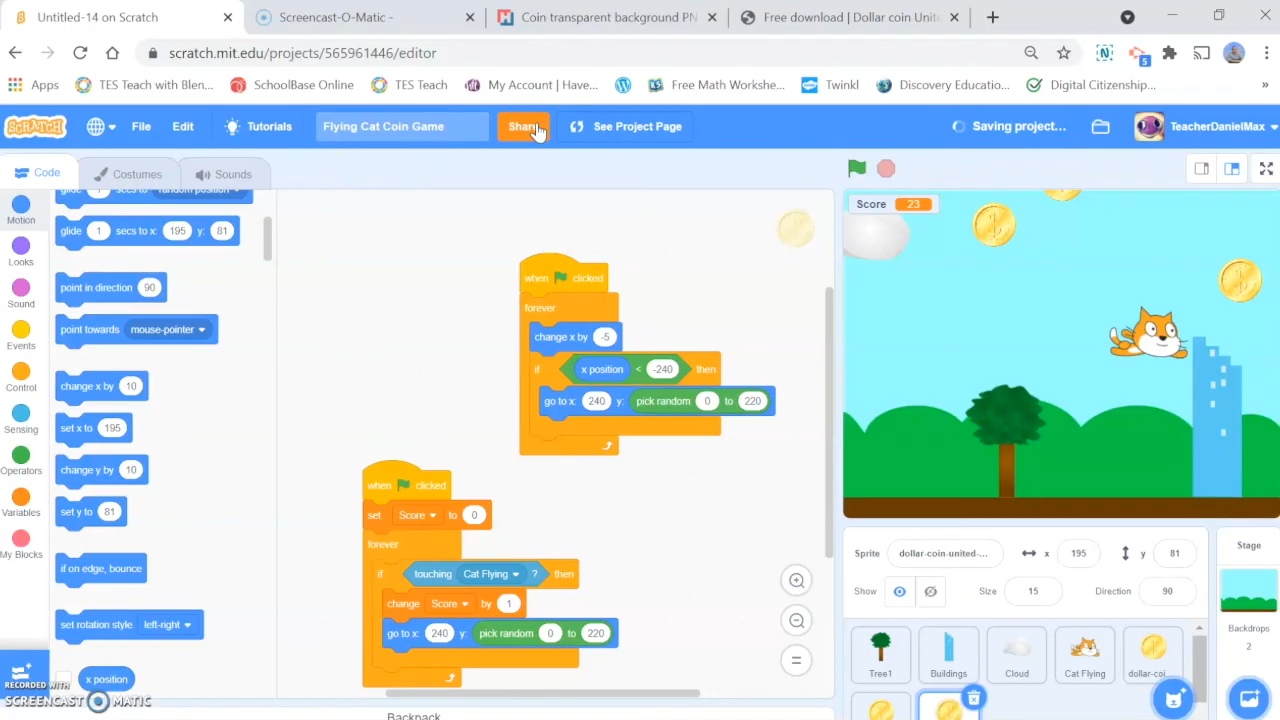 Untitled-14 on Scratch
Screencast-O-Matic -
Coin transparent background PN
Free download | Dollar coin Unite
scratch.mit.edu/projects/565961446/editor
N
5
Apps
TES Teach with Blen...
SchoolBase Online
TES Teach
My Account | Have...
Free Math Workshe...
Twinkl
Discovery Educatio...
Digital Citizenship...
»
SCRATCH
File
Edit
Tutorials
Flying Cat Coin Game
Share
See Project Page
Saving project...
TeacherDanielMax
Code
Costumes
Sounds
Motion
Looks
Sound
Events
Control
Sensing
Operators
Variables
My Blocks
glide 1 secs to x: 195 y: 81
point in direction 90
point towards mouse-pointer
change x by 10
set x to 195
change y by 10
set y to 81
if on edge, bounce
set rotation style left-right
x position
when clicked
forever
change x by -5
if x position < -240 then
go to x: 240 y: pick random 0 to 220
when clicked
set Score to 0
forever
if touching Cat Flying ? then
change Score by 1
go to x: 240 y: pick random 0 to 220
Backpack
Score 23
Sprite dollar-coin-united-... x 195 y 81
Show Size 15 Direction 90
Tree1
Buildings
Cloud
Cat Flying
dollar-coi...
Stage
Backdrops
2
RECORDED WITH
SCREENCAST MATIC